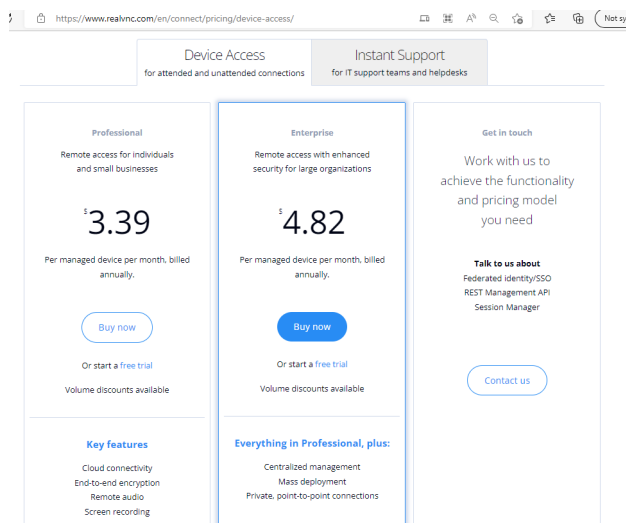 https://www.realvnc.com/en/connect/pricing/device-access/
Not sy
Device Access
for attended and unattended connections
Instant Support
for IT support teams and helpdesks
Professional
Remote access for individuals
and small businesses
$3.39
Per managed device per month, billed
annually.
Buy now
Or start a free trial
Volume discounts available
Key features
Cloud connectivity
End-to-end encryption
Remote audio
Screen recording
Enterprise
Remote access with enhanced
security for large organizations
$4.82
Per managed device per month, billed
annually.
Buy now
Or start a free trial
Volume discounts available
Everything in Professional, plus:
Centralized management
Mass deployment
Private, point-to-point connections
Get in touch
Work with us to
achieve the functionality
and pricing model
you need
Talk to us about
Federated identity/SSO
REST Management API
Session Manager
Contact us